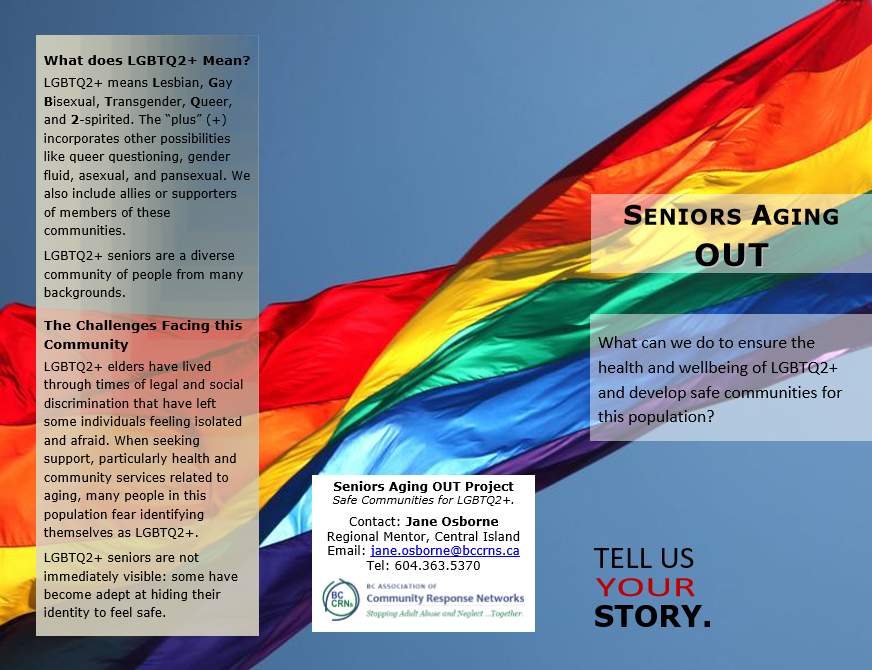 What does LGBTQ2+ Mean?
LGBTQ2+ means Lesbian, Gay
Bisexual, Transgender, Queer,
and 2-spirited. The “plus” (+)
incorporates other possibilities
like queer questioning, gender
fluid, asexual, and pansexual. We
also include allies or supporters
of members of these
communities.
LGBTQ2+ seniors are a diverse
community of people from many
backgrounds.
The Challenges Facing this
Community
LGBTQ2+ elders have lived
through times of legal and social
discrimination that have left
some individuals feeling isolated
and afraid. When seeking
support, particularly health and
community services related to
aging, many people in this
population fear identifying
themselves as LGBTQ2+.
LGBTQ2+ seniors are not
immediately visible: some have
become adept at hiding their
identity to feel safe.
Seniors Aging OUT Project
Safe Communities for LGBTQ2+.
Contact: Jane Osborne
Regional Mentor, Central Island
Email: jane.osborne@bccrns.ca
Tel: 604.363.5370
BC
CRNs
BC ASSOCIATION OF
Community Response Networks
Stopping Adult Abuse and Neglect ...Together.
SENIORS AGING
OUT
What can we do to ensure the
health and wellbeing of LGBTQ2+
and develop safe communities for
this population?
TELL US
YOUR
STORY.